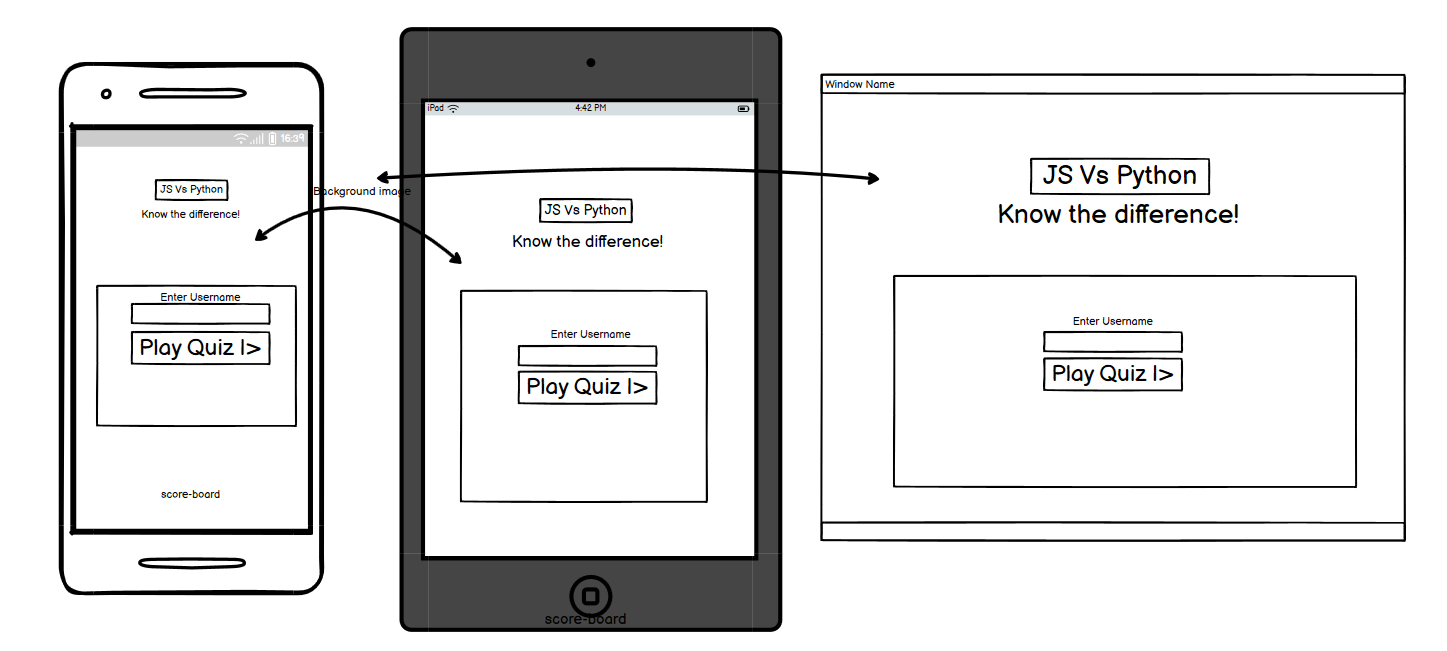 16:39
JS Vs Python
Know the difference!
Enter Username
Play Quiz I>
score-board
Background image
iPad
4:42 PM
JS Vs Python
Know the difference!
Enter Username
Play Quiz I>
score-board
Window Name
JS Vs Python
Know the difference!
Enter Username
Play Quiz I>